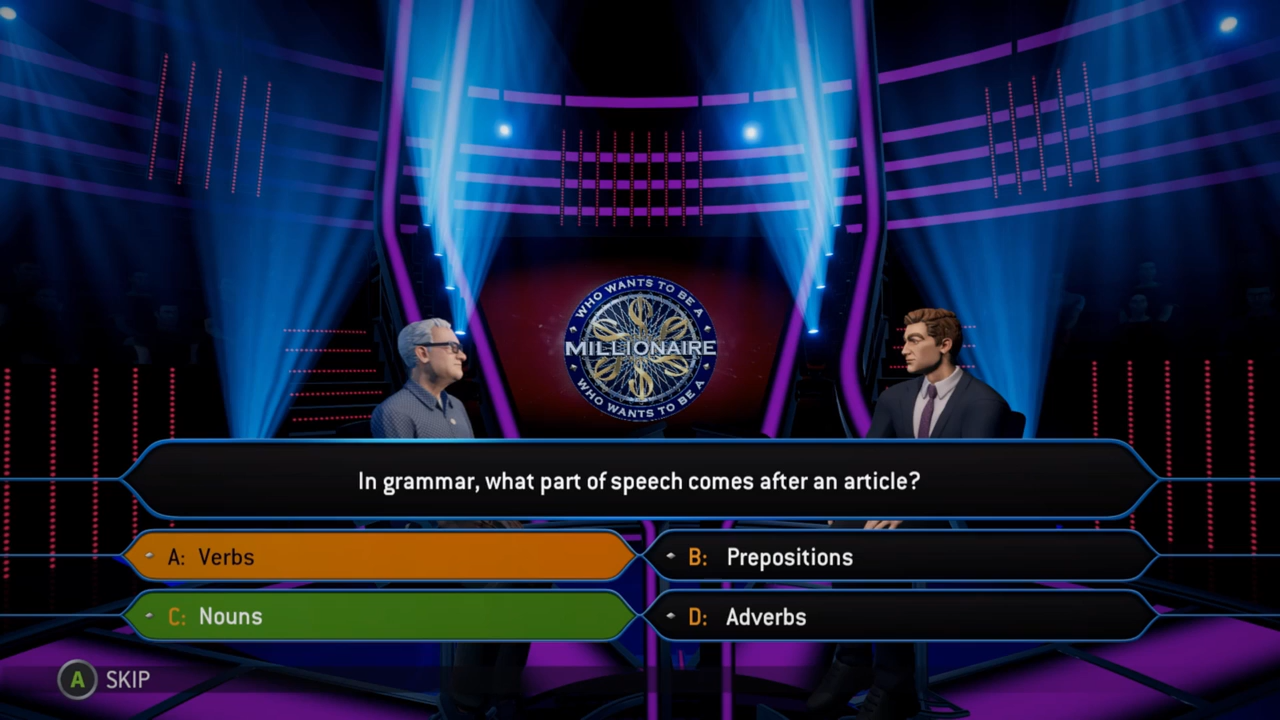 WHO WANTS TO BE A
MILLIONAIRE
WHO WANTS TO BE A
In grammar, what part of speech comes after an article?
A: Verbs
B: Prepositions
C: Nouns
D: Adverbs
A SKIP